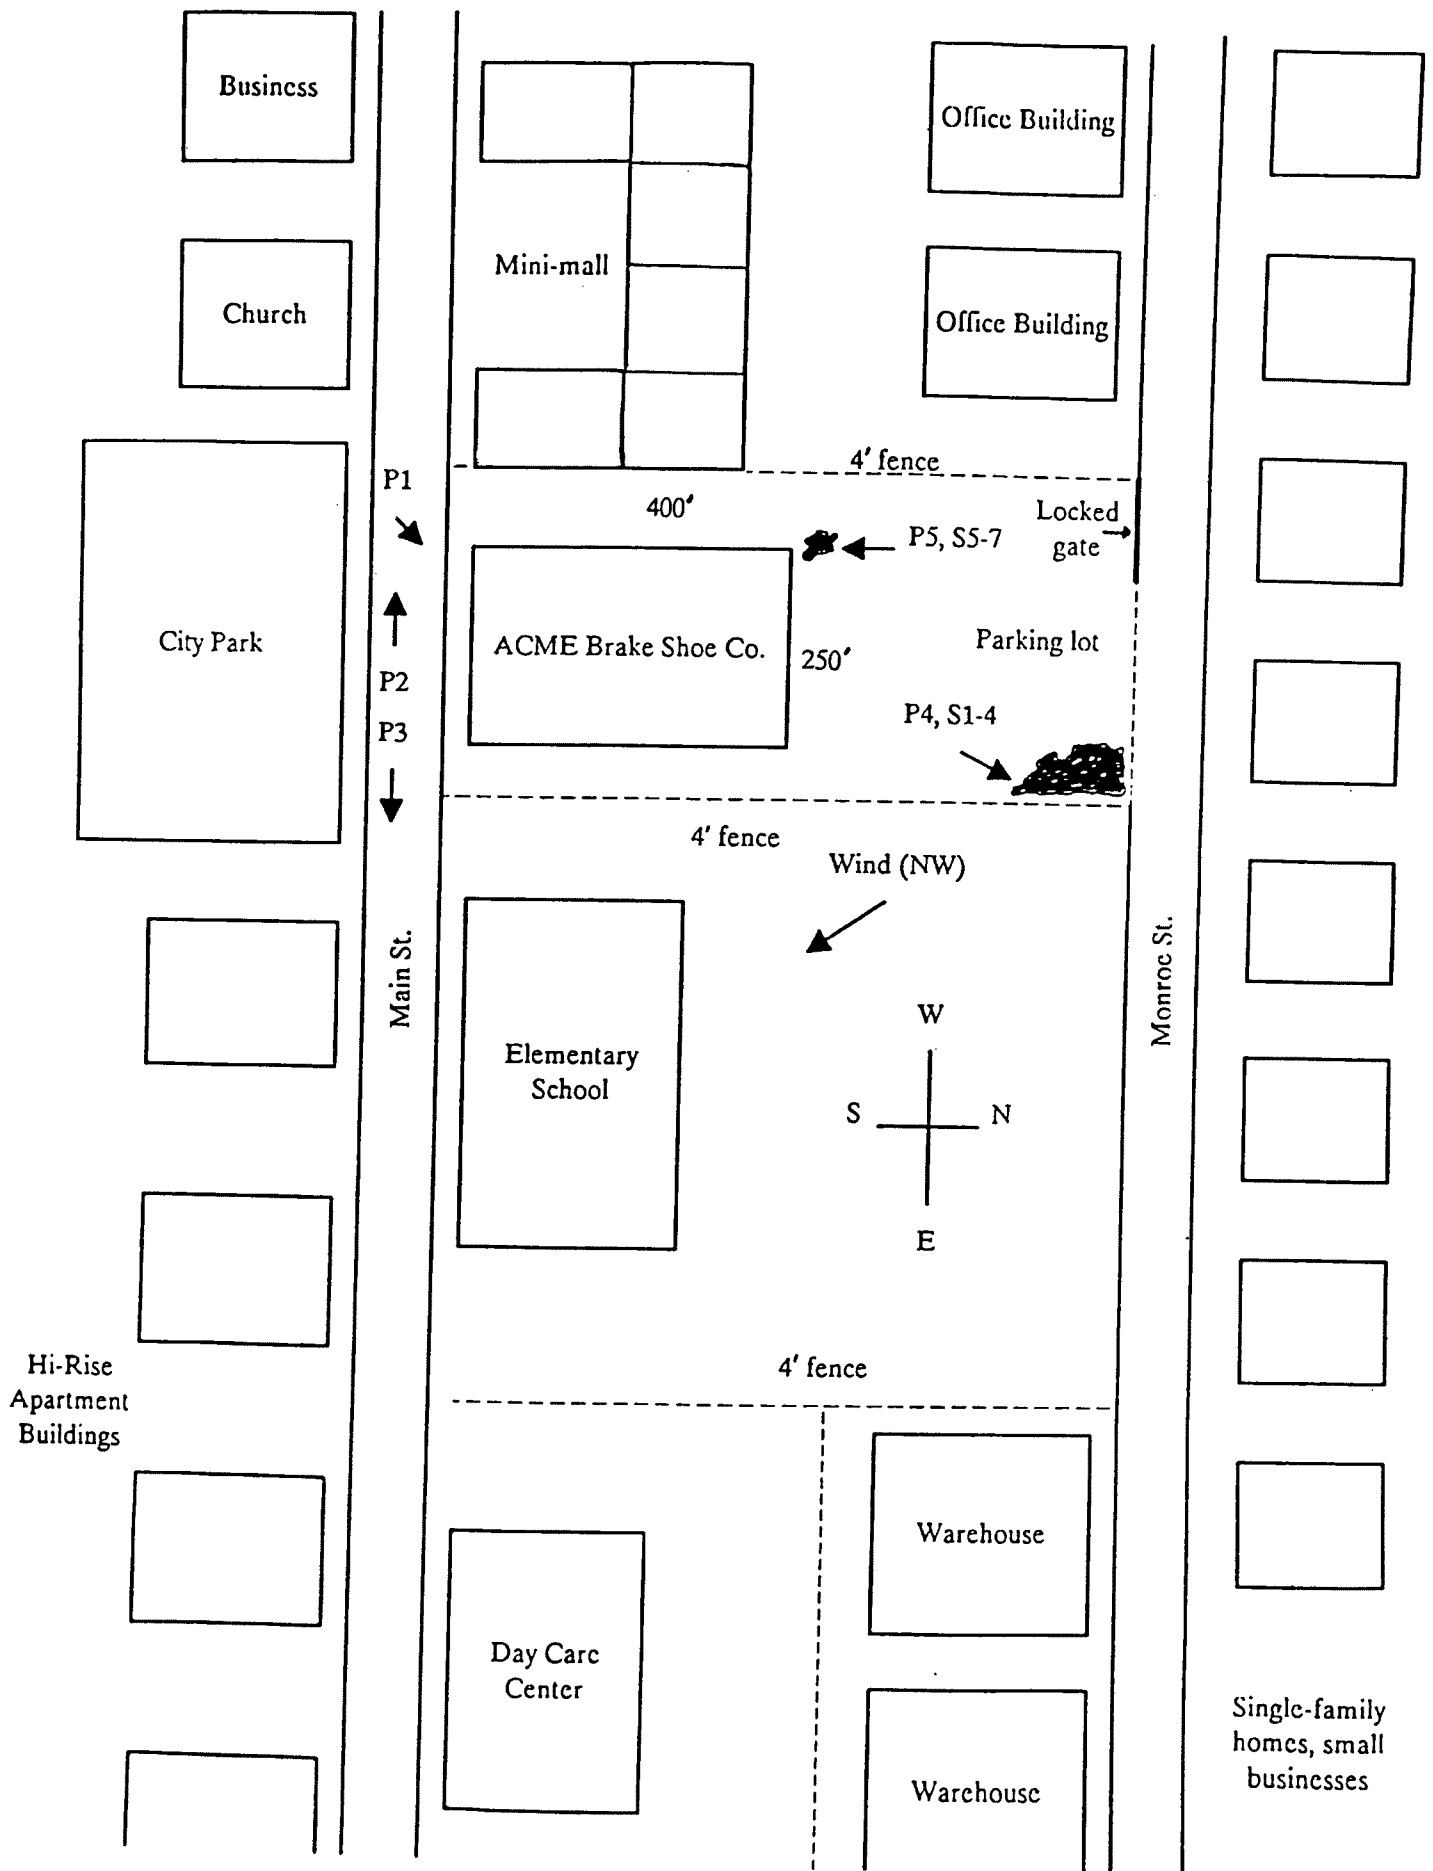 Business
Office Building
Mini-mall
Church
Office Building
4' fence
P1
400'
Locked
gate
P5, S5-7
City Park
ACME Brake Shoe Co.
250'
Parking lot
P2
P3
P4, S1-4
4' fence
Wind (NW)
Main St.
Monroe St.
W
S
N
E
Elementary
School
Hi-Rise
Apartment
Buildings
4' fence
Warehouse
Day Care
Center
Warehouse
Single-family
homes, small
businesses